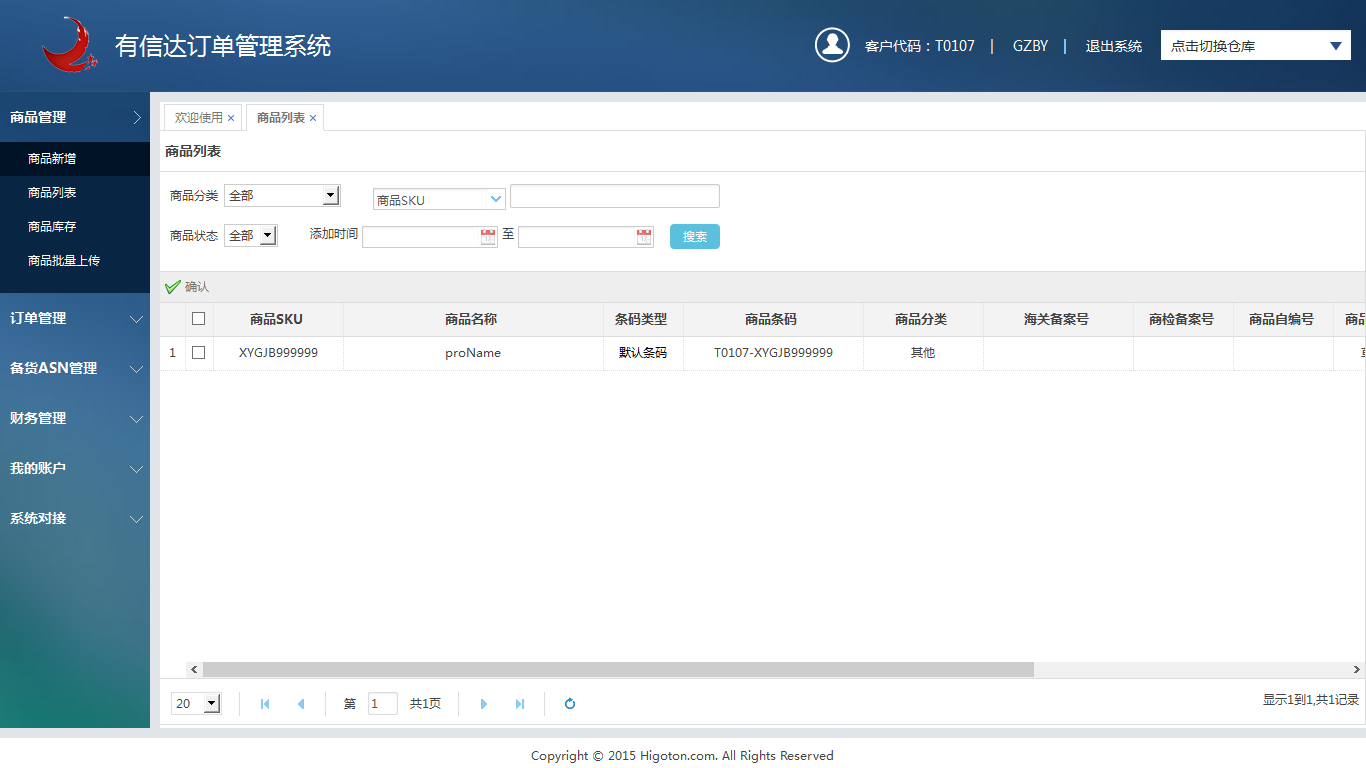 有信达订单管理系统
客户代码：T0107 | GZBY | 退出系统 点击切换仓库
商品管理
商品新增
商品列表
商品库存
商品批量上传
订单管理
备货ASN管理
财务管理
我的账户
系统对接
欢迎使用 × 商品列表 ×
商品列表
商品分类 全部 商品SKU
商品状态 全部 添加时间 至 搜索
确认
商品SKU 商品名称 条码类型 商品条码 商品分类 海关备案号 商检备案号 商品自编号 商品
1 XYGJB999999 proName 默认条码 T0107-XYGJB999999 其他
20 第 1 共1页 显示1到1,共1记录
Copyright © 2015 Higoton.com. All Rights Reserved